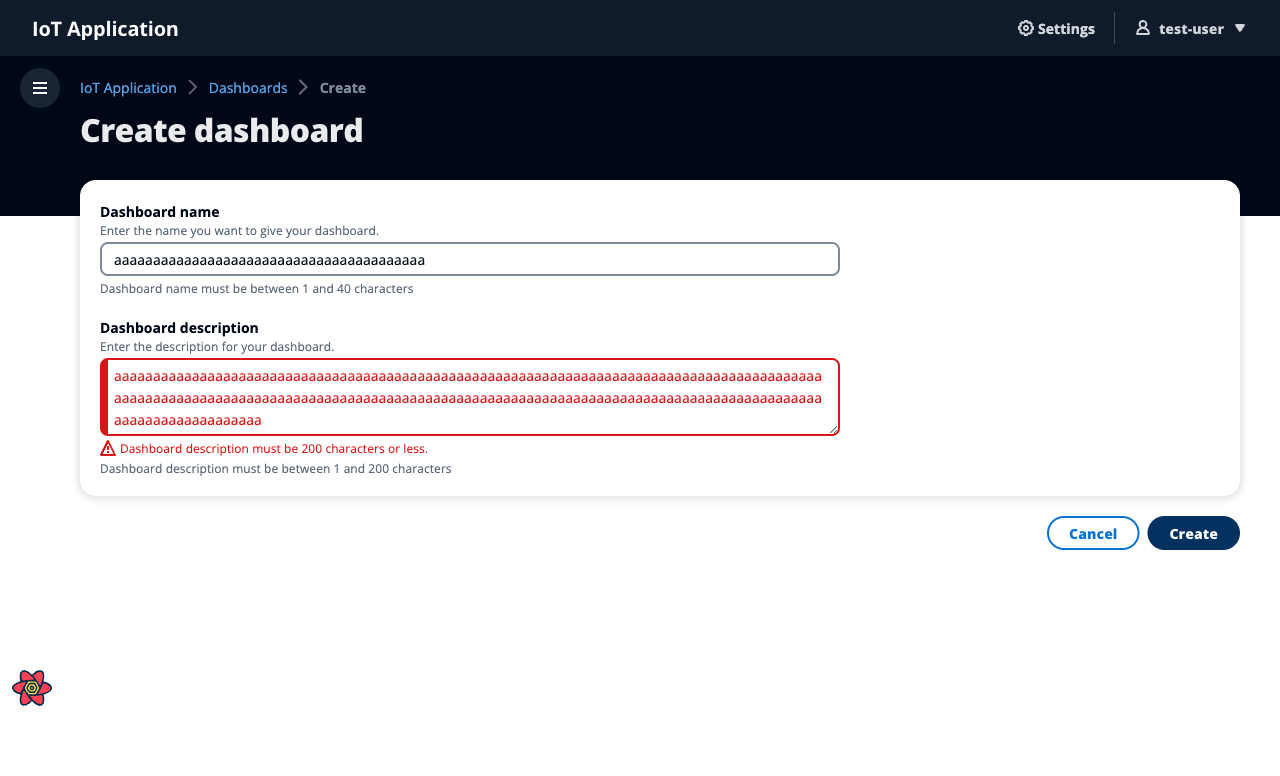 IoT Application
Settings
test-user
IoT Application
Dashboards
Create
Create dashboard
Dashboard name
Enter the name you want to give your dashboard.
aaaaaaaaaaaaaaaaaaaaaaaaaaaaaaaaaaaaaaaa
Dashboard name must be between 1 and 40 characters
Dashboard description
Enter the description for your dashboard.
aaaaaaaaaaaaaaaaaaaaaaaaaaaaaaaaaaaaaaaaaaaaaaaaaaaaaaaaaaaaaaaaaaaaaaaaaaaaaaaaaaaaaaaaaaa
aaaaaaaaaaaaaaaaaaaaaaaaaaaaaaaaaaaaaaaaaaaaaaaaaaaaaaaaaaaaaaaaaaaaaaaaaaaaaaaaaaaaaaaaaaa
aaaaaaaaaaaaaaaaaaa
Dashboard description must be 200 characters or less.
Dashboard description must be between 1 and 200 characters
Cancel
Create